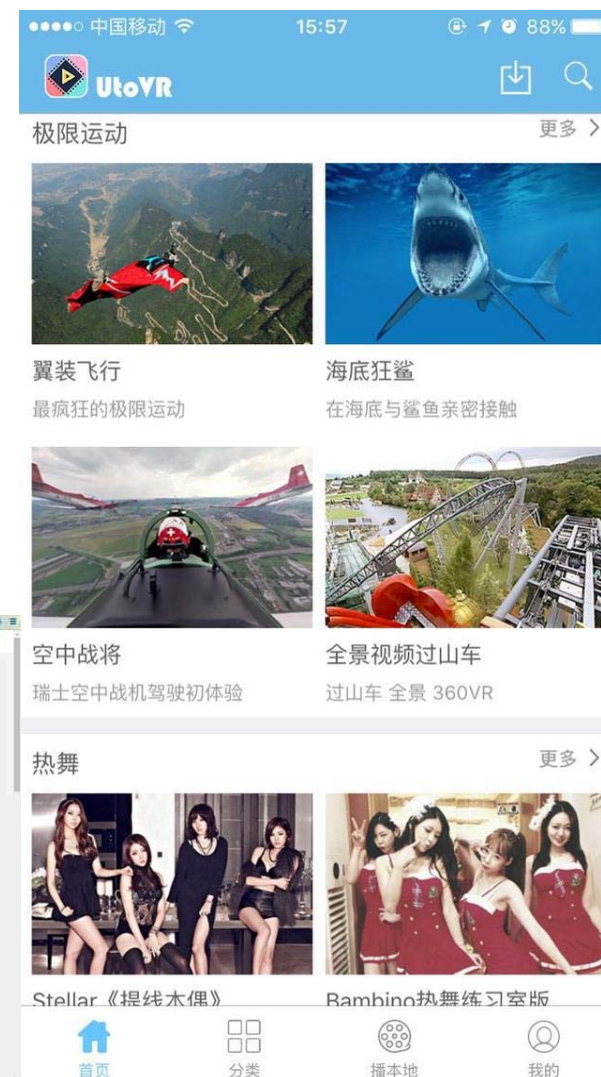 中国移动 15:57 88%
UtoVR
极限运动 更多
翼装飞行 海底狂鲨
最疯狂的极限运动 在海底与鲨鱼亲密接触
空中战将 全景视频过山车
瑞士空中战机驾驶初体验 过山车 全景 360VR
热舞 更多
Stellar《提线木偶》 Bambino热舞练习室版
首页 分类 播本地 我的